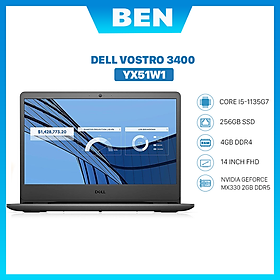 BEN
DELL VOSTRO 3400
YX51W1
$1,428,773.20
CORE I5-1135G7
256GB SSD
4GB DDR4
14 INCH FHD
NVIDIA GEFORCE
MX330 2GB DDR5
DELL